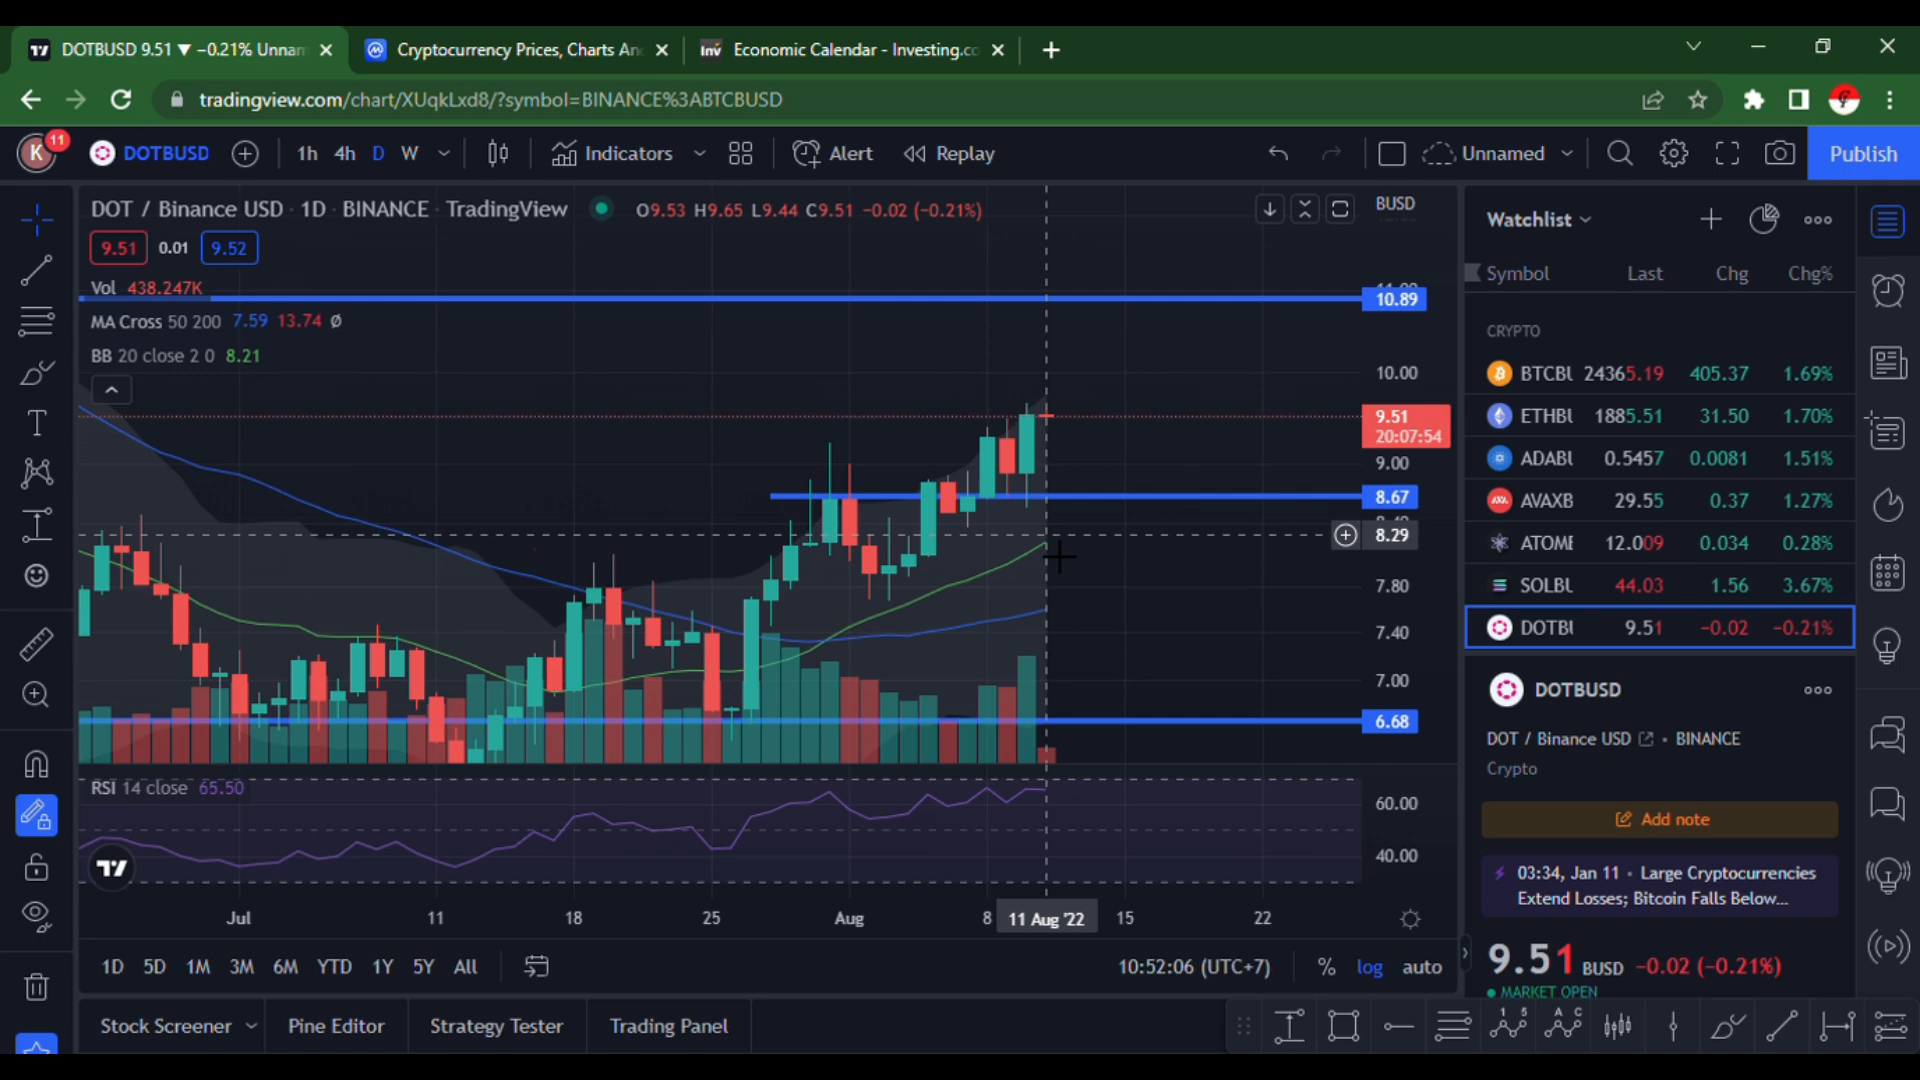 DOTBUSD 9.51 ▼ −0.21% Unnam
Cryptocurrency Prices, Charts An
Inv Economic Calendar - Investing.co
tradingview.com/chart/XUqkLxd8/?symbol=BINANCE%3ABTCBUSD
K 11 DOTBUSD 1h 4h D W Indicators Alert Replay Unnamed Publish
DOT / Binance USD · 1D · BINANCE · TradingView O9.53 H9.65 L9.44 C9.51 −0.02 (−0.21%) BUSD
9.51 0.01 9.52
Vol 438.247K
MA Cross 50 200 7.59 13.74 Ø
BB 20 close 2 0 8.21
10.89
10.00
9.51
20:07:54
9.00
8.67
8.29
7.80
7.40
7.00
6.68
RSI 14 close 65.50
60.00
40.00
Jul 11 18 25 Aug 8 11 Aug '22 15 22
1D 5D 1M 3M 6M YTD 1Y 5Y All 10:52:06 (UTC+7) % log auto
Stock Screener Pine Editor Strategy Tester Trading Panel
Watchlist
Symbol Last Chg Chg%
CRYPTO
BTCBU 24365.19 405.37 1.69%
ETHBU 1885.51 31.50 1.70%
ADABU 0.5457 0.0081 1.51%
AVAXB 29.55 0.37 1.27%
ATOMB 12.009 0.034 0.28%
SOLBU 44.03 1.56 3.67%
DOTBU 9.51 −0.02 −0.21%
DOTBUSD
DOT / Binance USD • BINANCE
Crypto
Add note
03:34, Jan 11 • Large Cryptocurrencies
Extend Losses; Bitcoin Falls Below...
9.51 BUSD −0.02 (−0.21%)
MARKET OPEN